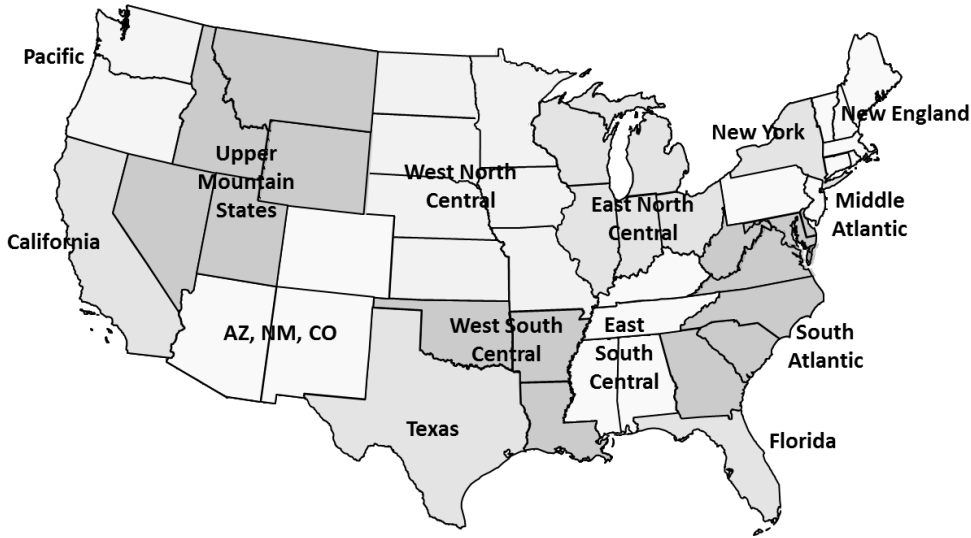 Pacific
New England
New York
Upper
Mountain
States
West North
Central
Middle
Atlantic
East North
Central
California
AZ, NM, CO
West South
Central
East
South
Central
South
Atlantic
Texas
Florida